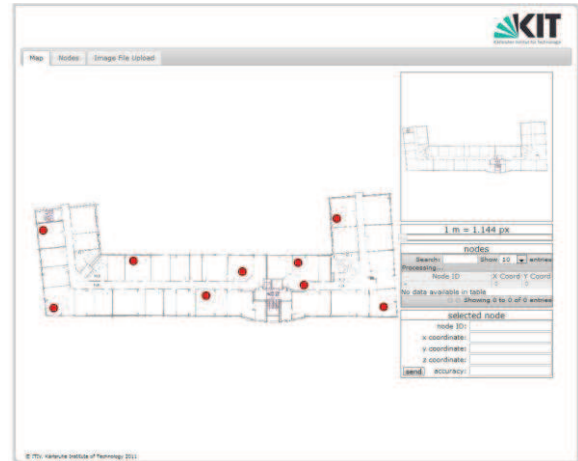 KIT
Karlsruhe Institute of Technology
Map Nodes Image File Upload
1 m = 1.144 px
nodes
Search: Show 10 entries
Processing...
Node ID X Coord Y Coord
No data available in table
Showing 0 to 0 of 0 entries
selected node
node ID:
x coordinate:
y coordinate:
z coordinate:
send accuracy:
© ITIV, Karlsruhe Institute of Technology 2011